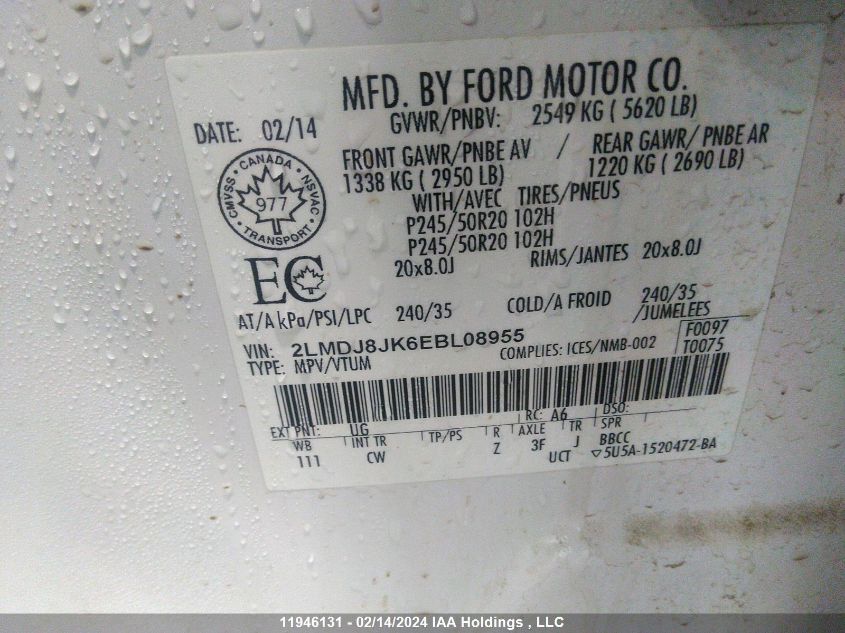 MFD. BY FORD MOTOR CO.
DATE: 02/14
GVWR/PNBV: 2549 KG ( 5620 LB)
FRONT GAWR/PNBE AV / REAR GAWR/ PNBE AR
1338 KG ( 2950 LB) 1220 KG ( 2690 LB)
WITH/AVEC TIRES/PNEUS
P245/50R20 102H
P245/50R20 102H
20x8.0J RIMS/JANTES 20x8.0J
CMVSS • CANADA • NSVAC • TRANSPORT •
977
EC
AT/A kPa/PSI/LPC 240/35 COLD/A FROID 240/35
/JUMELEES
VIN: 2LMDJ8JK6EBL08955 COMPLIES: ICES/NMB-002 F0097
TYPE: MPV/VTUM T0075
EXT PNT: UG RC: A6 DSO:
WB INT TR TP/PS R AXLE TR SPR
111 CW Z 3F J BBCC
UCT 5U5A-1520472-BA
11946131 - 02/14/2024 IAA Holdings , LLC